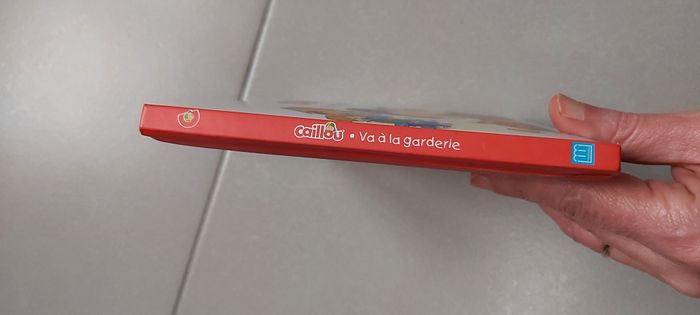 caillou • Va à la garderie